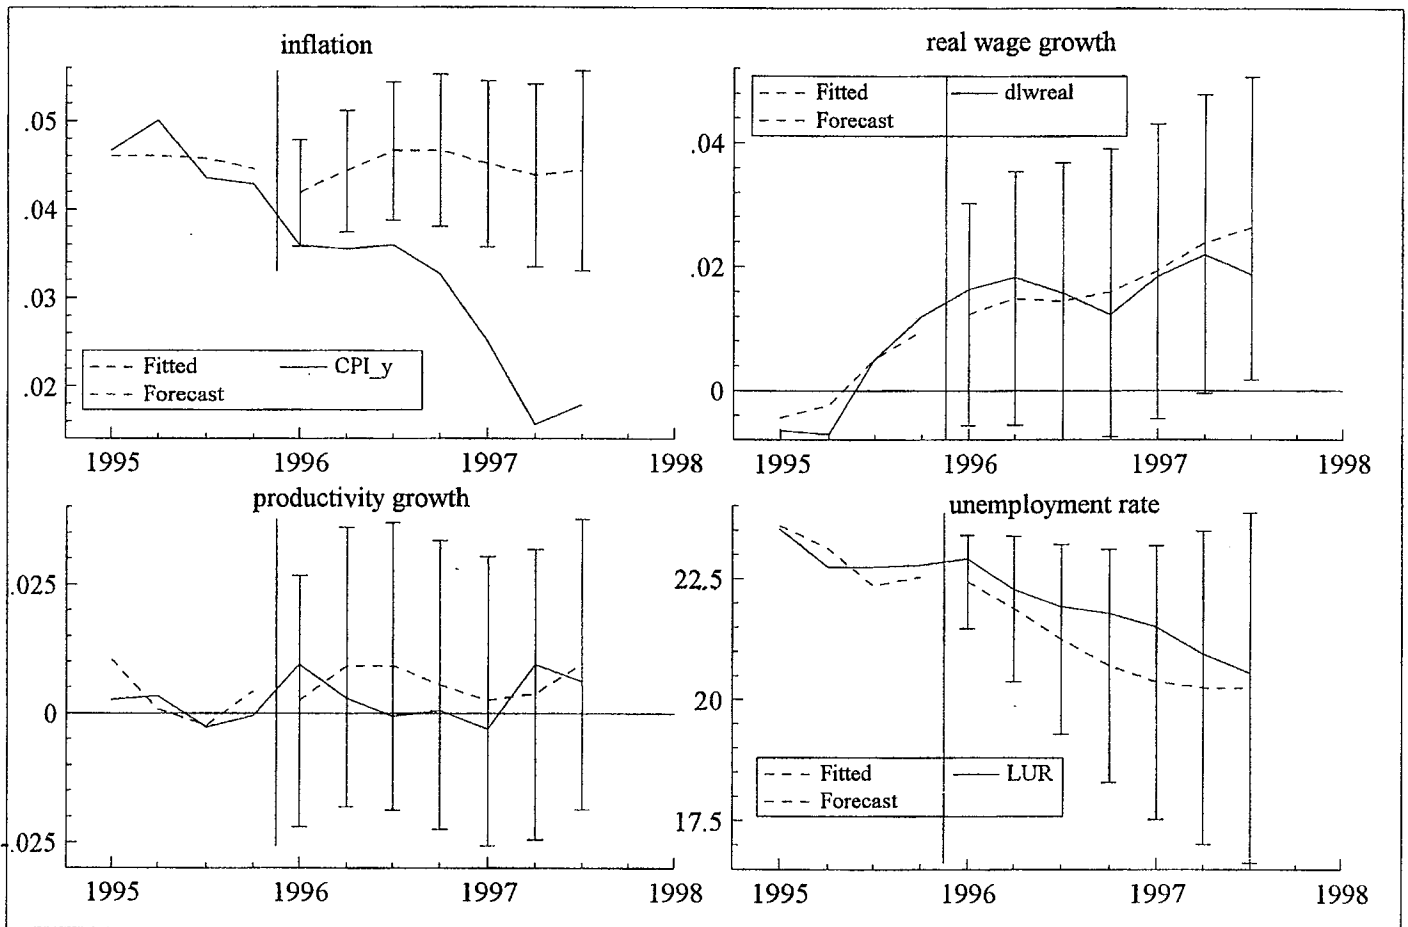 inflation
.05
.04
.03
.02
Fitted CPI_y
Forecast
1995 1996 1997 1998
real wage growth
Fitted dlwreal
Forecast
.04
.02
0
1995 1996 1997 1998
productivity growth
.025
0
-.025
1995 1996 1997 1998
unemployment rate
22.5
20
17.5
Fitted LUR
Forecast
1995 1996 1997 1998